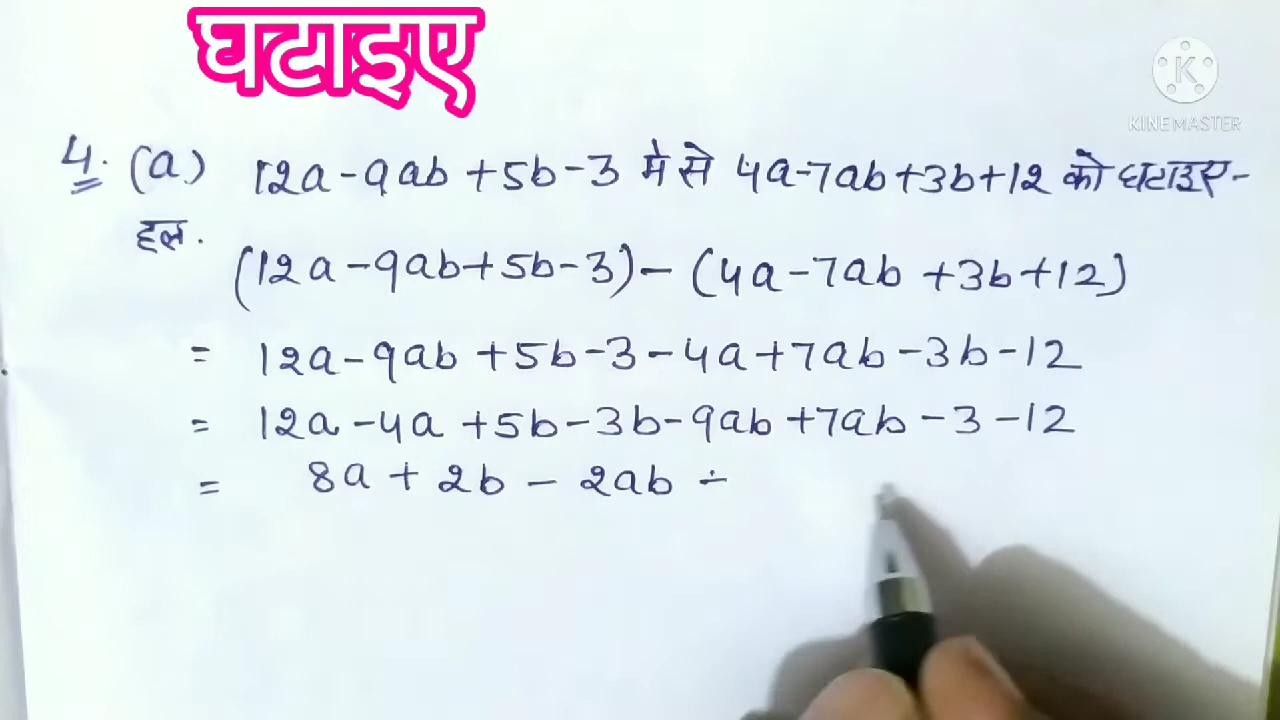 घटाइए
K
KINEMASTER
4. (a) 12a-9ab+5b-3 मे से 4a-7ab+3b+12 को घटाइए-
हल.
(12a-9ab+5b-3)-(4a-7ab+3b+12)
= 12a-9ab+5b-3-4a+7ab-3b-12
= 12a-4a+5b-3b-9ab+7ab-3-12
= 8a+2b-2ab-